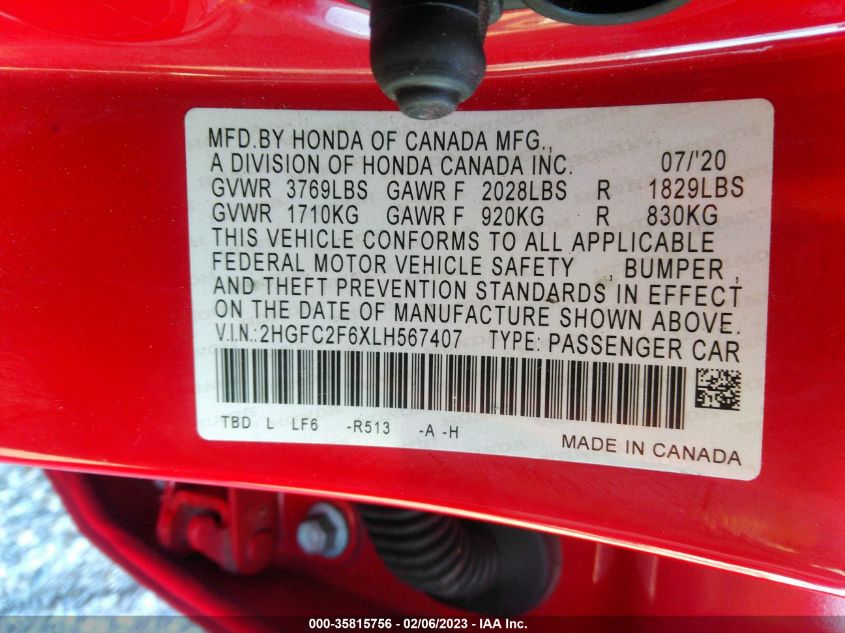 MFD.BY HONDA OF CANADA MFG.,
A DIVISION OF HONDA CANADA INC. 07/'20
GVWR 3769LBS GAWR F 2028LBS R 1829LBS
GVWR 1710KG GAWR F 920KG R 830KG
THIS VEHICLE CONFORMS TO ALL APPLICABLE
FEDERAL MOTOR VEHICLE SAFETY , BUMPER ,
AND THEFT PREVENTION STANDARDS IN EFFECT
ON THE DATE OF MANUFACTURE SHOWN ABOVE.
V.I.N.:2HGFC2F6XLH567407 TYPE: PASSENGER CAR
TBD L LF6 -R513 -A -H
MADE IN CANADA
000-35815756 - 02/06/2023 - IAA Inc.